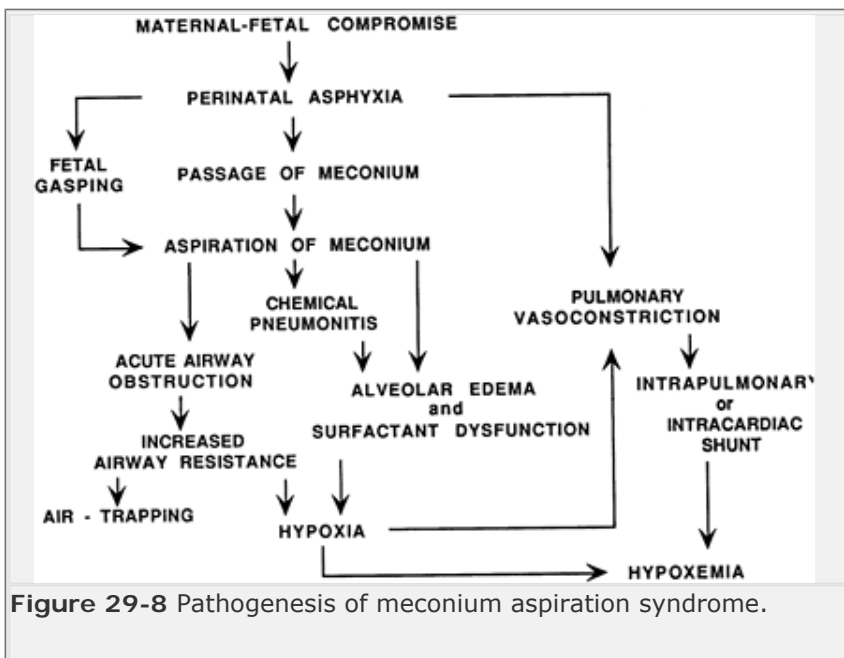 MATERNAL-FETAL COMPROMISE
PERINATAL ASPHYXIA
FETAL
GASPING
PASSAGE OF MECONIUM
ASPIRATION OF MECONIUM
CHEMICAL
PNEUMONITIS
PULMONARY
VASOCONSTRICTION
ACUTE AIRWAY
OBSTRUCTION
ALVEOLAR EDEMA
and
SURFACTANT DYSFUNCTION
INTRAPULMONARY
or
INTRACARDIAC
SHUNT
INCREASED
AIRWAY RESISTANCE
AIR - TRAPPING
HYPOXIA
HYPOXEMIA
Figure 29-8 Pathogenesis of meconium aspiration syndrome.